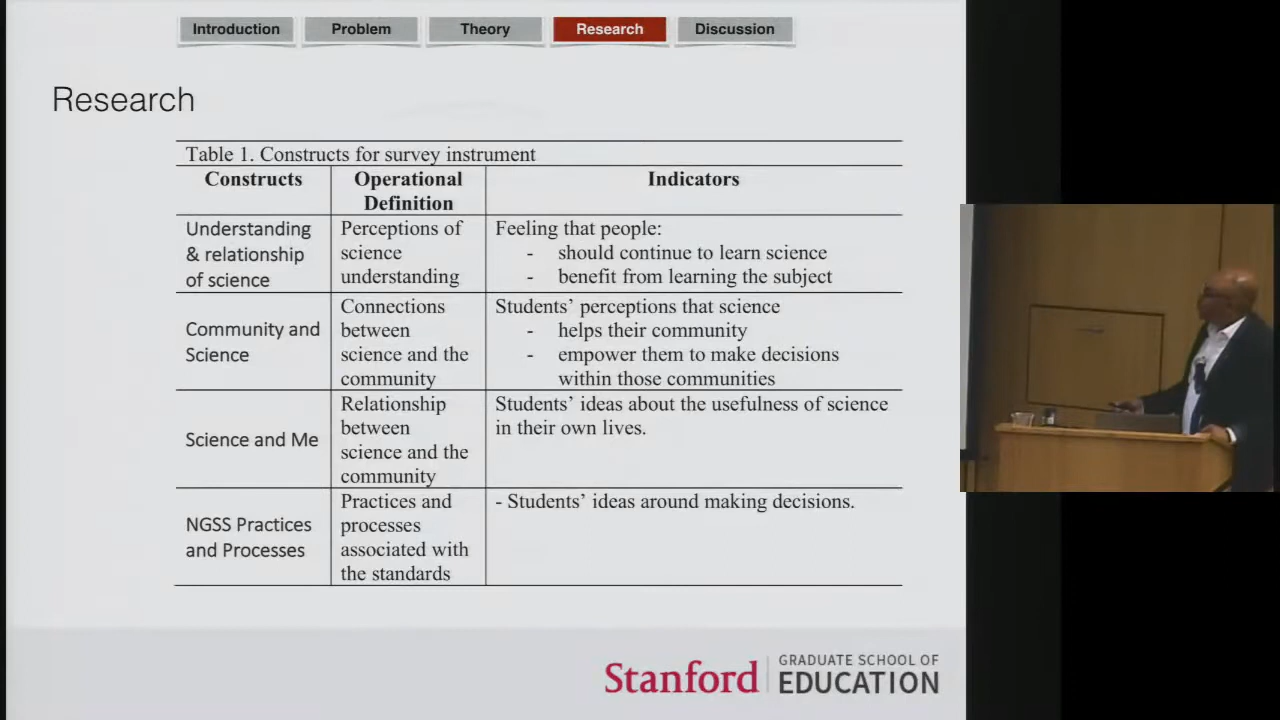 Introduction
Problem
Theory
Research
Discussion
Research
Table 1. Constructs for survey instrument
Constructs
Operational
Definition
Indicators
Understanding
& relationship
of science
Perceptions of
science
understanding
Feeling that people:
- should continue to learn science
- benefit from learning the subject
Community and
Science
Connections
between
science and the
community
Students' perceptions that science
- helps their community
- empower them to make decisions
within those communities
Science and Me
Relationship
between
science and the
community
Students' ideas about the usefulness of science
in their own lives.
NGSS Practices
and Processes
Practices and
processes
associated with
the standards
- Students' ideas around making decisions.
Stanford
GRADUATE SCHOOL OF
EDUCATION